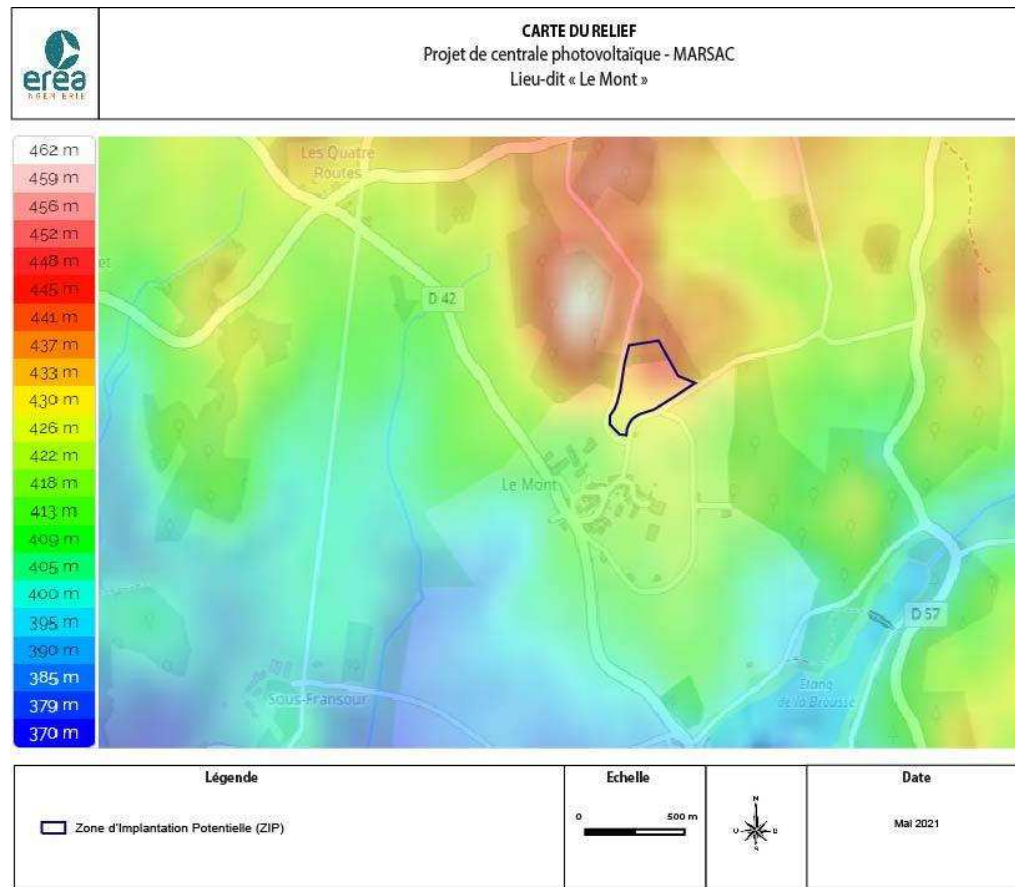 erea
INGENIERIE
CARTE DU RELIEF
Projet de centrale photovoltaïque - MARSAC
Lieu-dit « Le Mont »
462 m
459 m
456 m
452 m
448 m
445 m
441 m
437 m
433 m
430 m
426 m
422 m
418 m
413 m
409 m
405 m
400 m
395 m
390 m
385 m
379 m
370 m
Les Quatre
Routes
et
D 42
Le Mont
D 57
Étang
de la Brousse
Sous-Fransour
Légende
Zone d'Implantation Potentielle (ZIP)
Echelle
0 500 m
N
O E
S
Date
Mai 2021